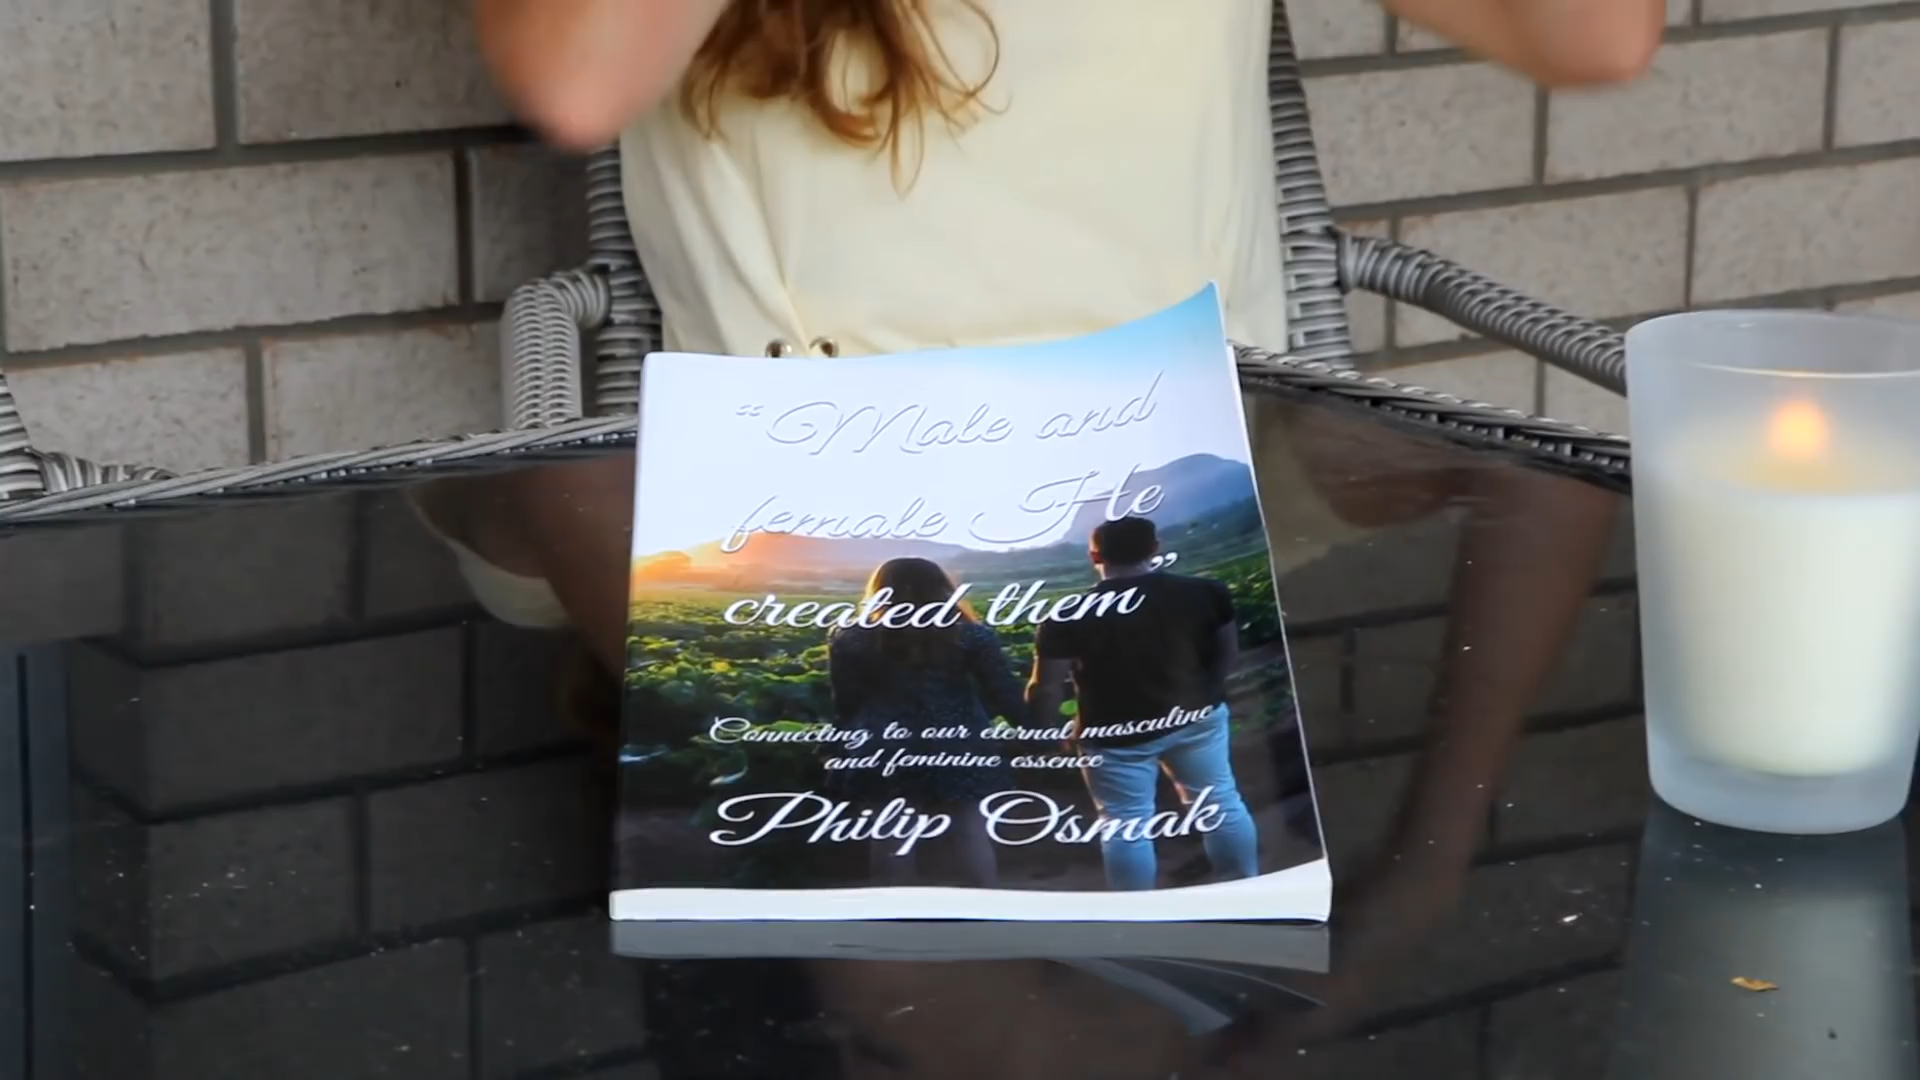 “Male and
female He
created them”
Connecting to our eternal masculine
and feminine essence
Philip Osmak